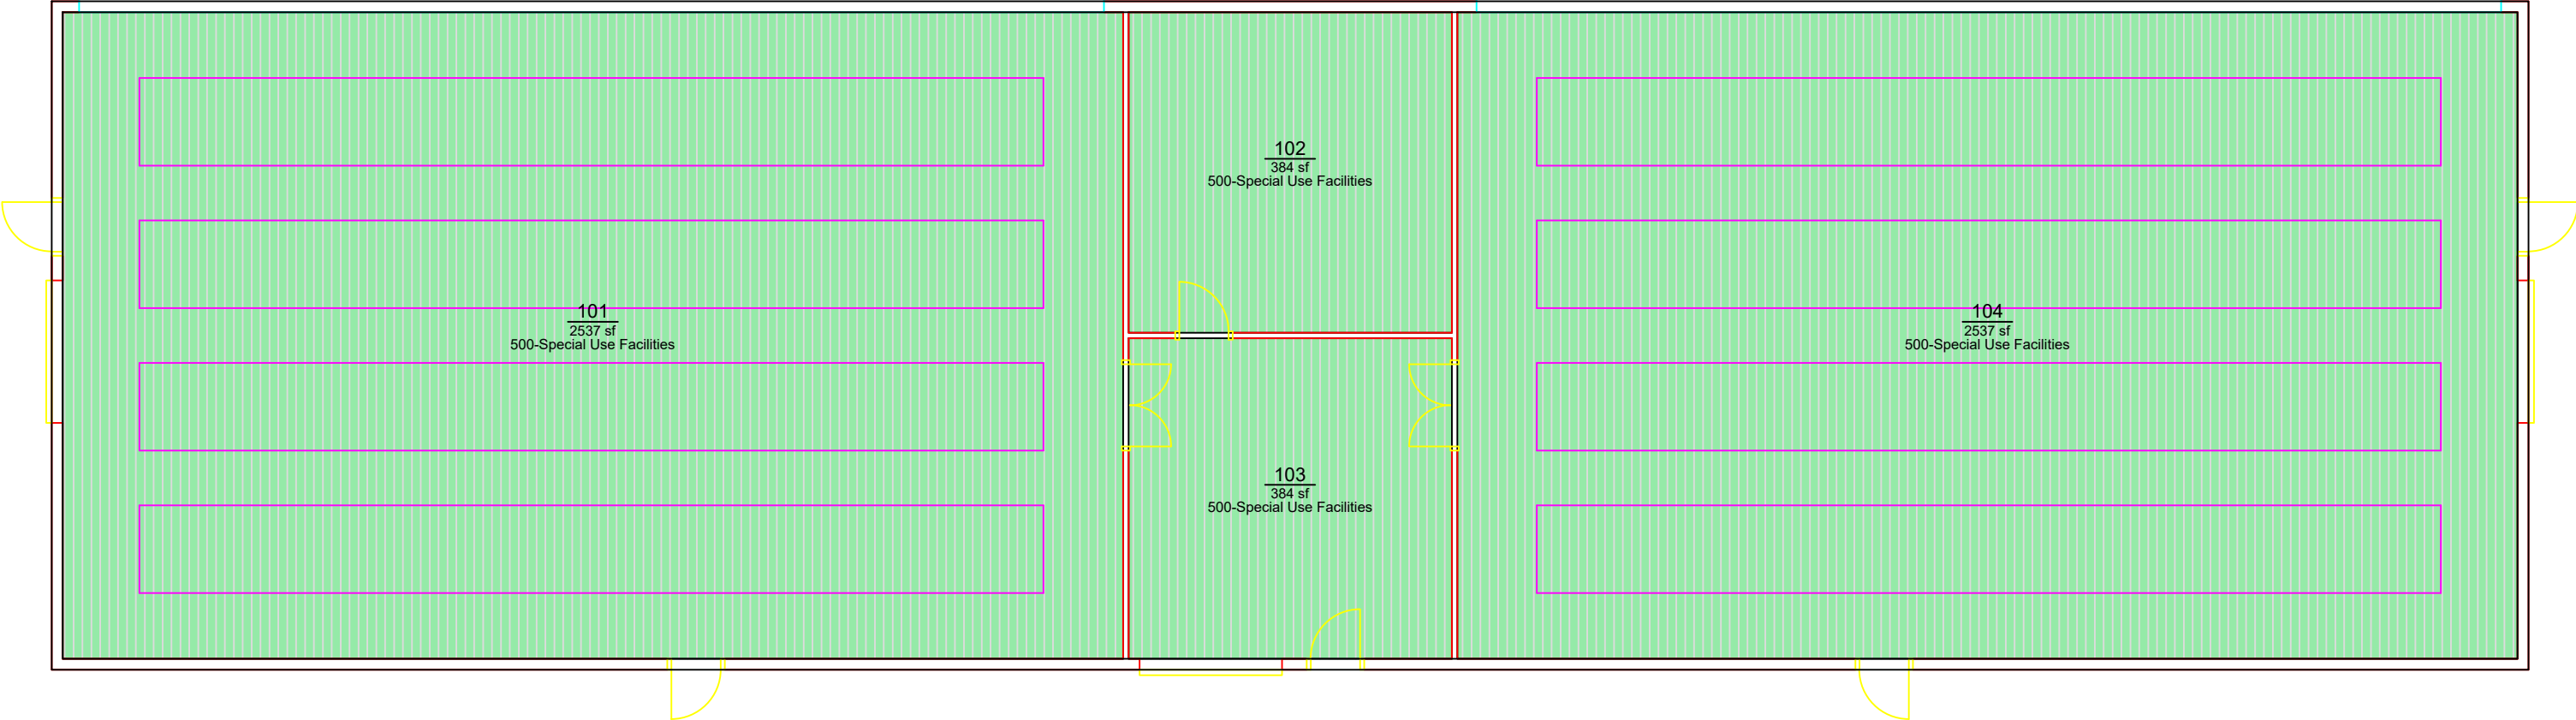 101
2537 sf
500-Special Use Facilities
102
384 sf
500-Special Use Facilities
103
384 sf
500-Special Use Facilities
104
2537 sf
500-Special Use Facilities